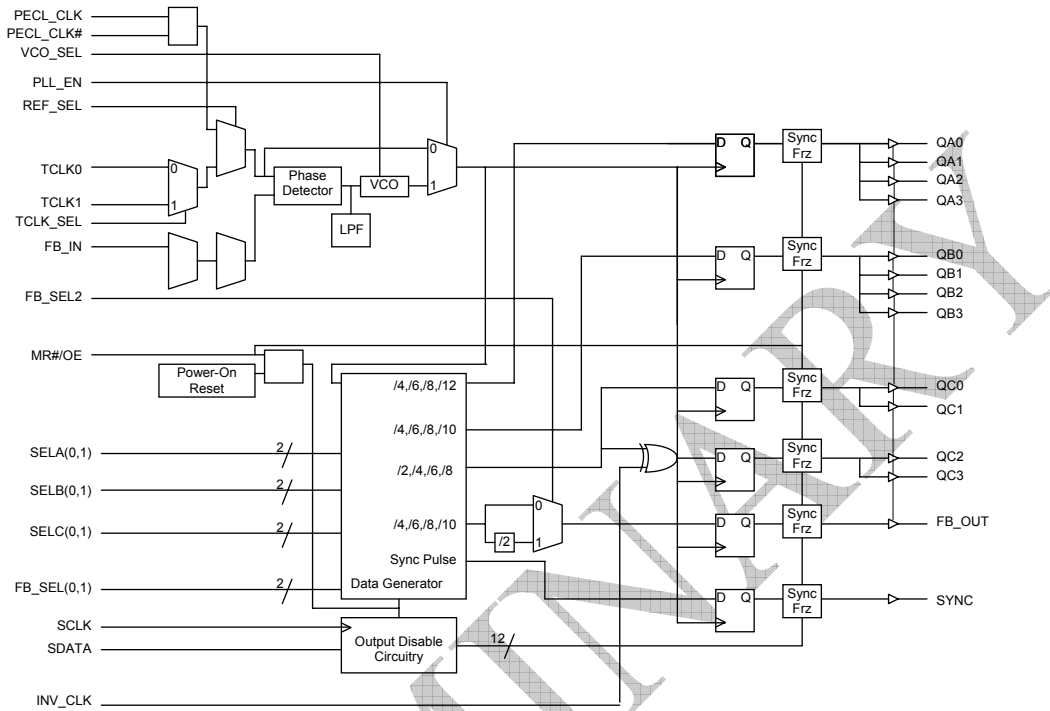 PECL_CLK
PECL_CLK#
VCO_SEL
PLL_EN
REF_SEL
TCLK0
TCLK1
TCLK_SEL
FB_IN
FB_SEL2
MR#/OE
SELA(0,1)
SELB(0,1)
SELC(0,1)
FB_SEL(0,1)
SCLK
SDATA
INV_CLK
0
1
Phase
Detector
VCO
LPF
0
1
Power-On
Reset
2
2
2
2
/4,/6,/8,/12
/4,/6,/8,/10
/2,/4,/6,/8
/4,/6,/8,/10
Sync Pulse
Data Generator
Output Disable
Circuitry
12
/2
0
1
D Q
Sync
Frz
QA0
QA1
QA2
QA3
D Q
Sync
Frz
QB0
QB1
QB2
QB3
D Q
Sync
Frz
QC0
QC1
D Q
Sync
Frz
QC2
QC3
D Q
Sync
Frz
FB_OUT
D Q
Sync
Frz
SYNC
MINARY